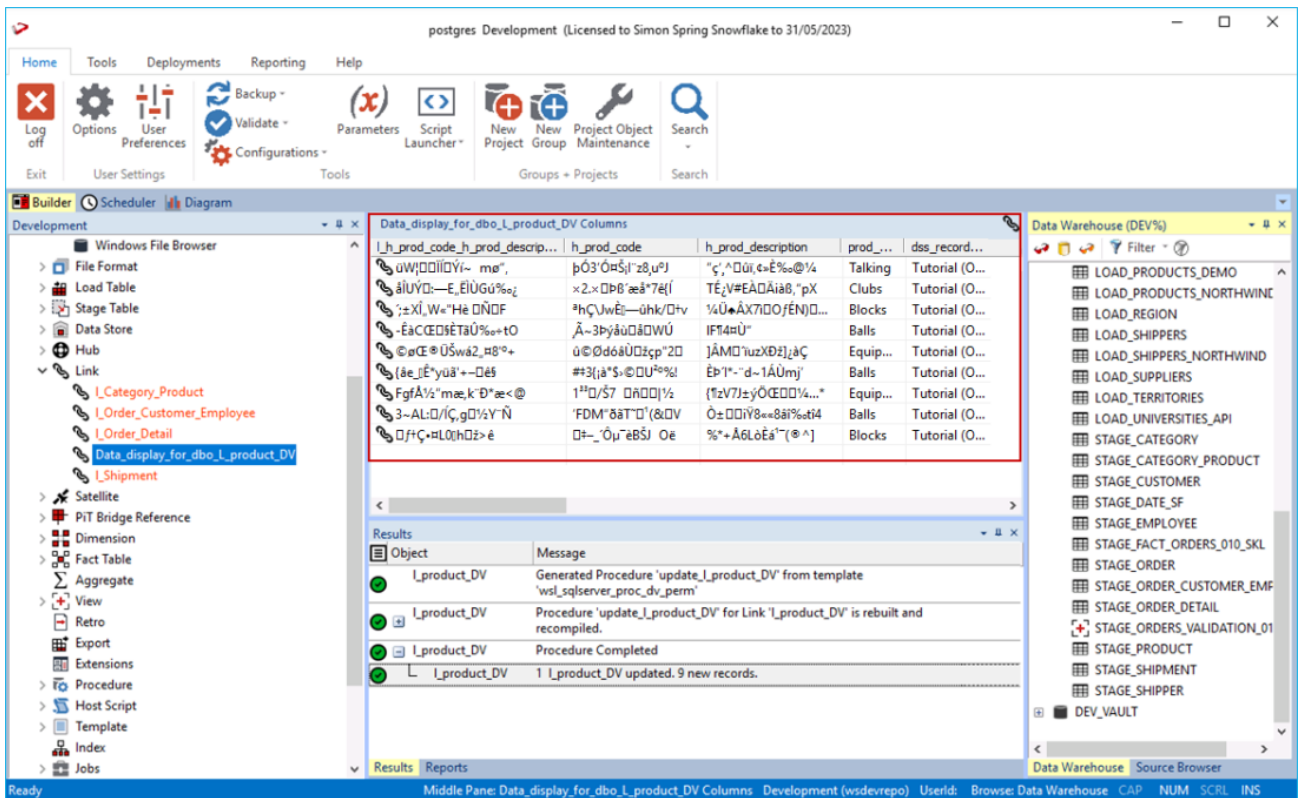 postgres Development (Licensed to Simon Spring Snowflake to 31/05/2023)
Home Tools Deployments Reporting Help
Log off
Options
User Preferences
Backup
Validate
Configurations
Parameters
Script Launcher
New Project
New Group
Project Object Maintenance
Search
Exit User Settings Tools Groups + Projects Search
Builder Scheduler Diagram
Development
Windows File Browser
File Format
Load Table
Stage Table
Data Store
Hub
Link
l_Category_Product
l_Order_Customer_Employee
l_Order_Detail
Data_display_for_dbo_L_product_DV
l_Shipment
Satellite
PiT Bridge Reference
Dimension
Fact Table
Aggregate
View
Retro
Export
Extensions
Procedure
Host Script
Template
Index
Jobs
Data_display_for_dbo_L_product_DV Columns
l_h_prod_code_h_prod_descrip... h_prod_code h_prod_description prod_... dss_record...
Talking Tutorial (O...
Clubs Tutorial (O...
Blocks Tutorial (O...
Balls Tutorial (O...
Equip... Tutorial (O...
Balls Tutorial (O...
Equip... Tutorial (O...
Balls Tutorial (O...
Blocks Tutorial (O...
Results
Object Message
l_product_DV Generated Procedure 'update_l_product_DV' from template
'wsl_sqlserver_proc_dv_perm'
l_product_DV Procedure 'update_l_product_DV' for Link 'l_product_DV' is rebuilt and
recompiled.
l_product_DV Procedure Completed
l_product_DV 1 l_product_DV updated. 9 new records.
Results Reports
Data Warehouse (DEV%)
Filter
LOAD_PRODUCTS_DEMO
LOAD_PRODUCTS_NORTHWIND
LOAD_REGION
LOAD_SHIPPERS
LOAD_SHIPPERS_NORTHWIND
LOAD_SUPPLIERS
LOAD_TERRITORIES
LOAD_UNIVERSITIES_API
STAGE_CATEGORY
STAGE_CATEGORY_PRODUCT
STAGE_CUSTOMER
STAGE_DATE_SF
STAGE_EMPLOYEE
STAGE_FACT_ORDERS_010_SKL
STAGE_ORDER
STAGE_ORDER_CUSTOMER_EMP
STAGE_ORDER_DETAIL
STAGE_ORDERS_VALIDATION_01
STAGE_PRODUCT
STAGE_SHIPMENT
STAGE_SHIPPER
DEV_VAULT
Data Warehouse Source Browser
Ready Middle Pane: Data_display_for_dbo_L_product_DV Columns Development (wsdevrepo) UserId: Browse: Data Warehouse CAP NUM SCRL INS